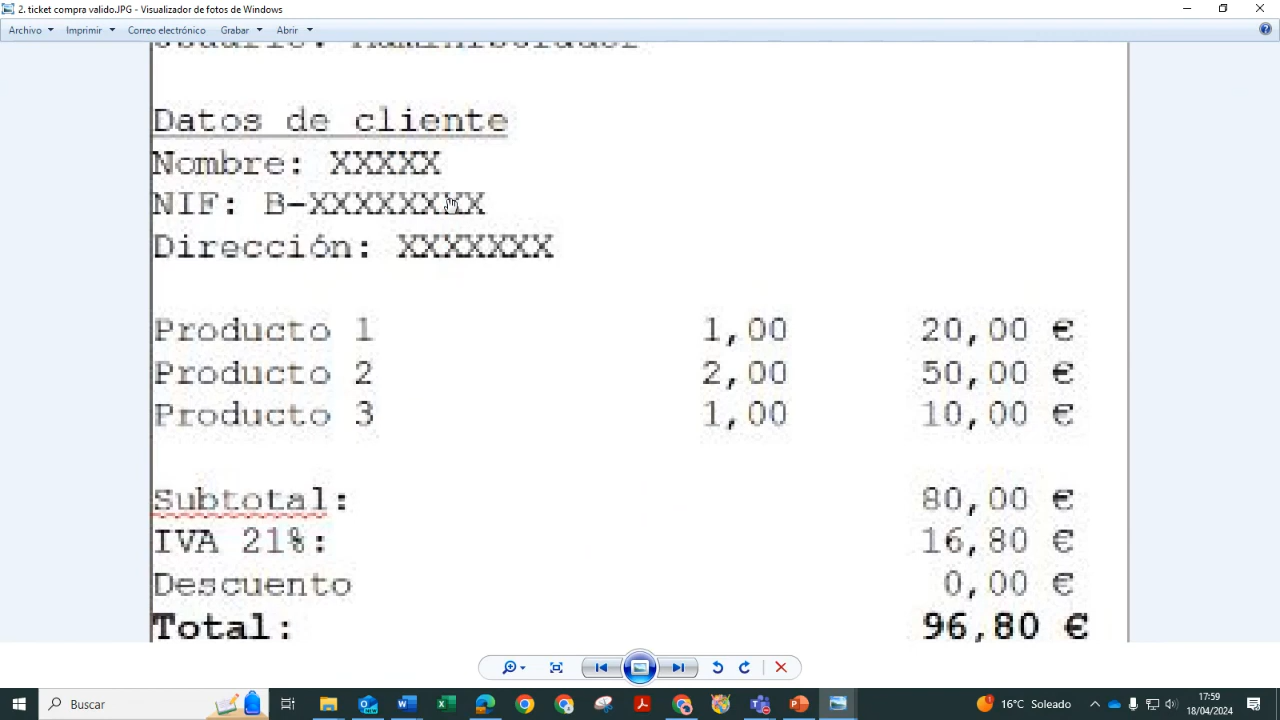 2. ticket compra valido.JPG - Visualizador de fotos de Windows
Archivo Imprimir Correo electrónico Grabar Abrir
Usuario: Administrador
Datos de cliente
Nombre: XXXXX
NIF: B-XXXXXXXX
Dirección: XXXXXXX
Producto 1 1,00 20,00 €
Producto 2 2,00 50,00 €
Producto 3 1,00 10,00 €
Subtotal: 80,00 €
IVA 21%: 16,80 €
Descuento 0,00 €
Total: 96,80 €
Buscar
16°C Soleado
17:59
18/04/2024